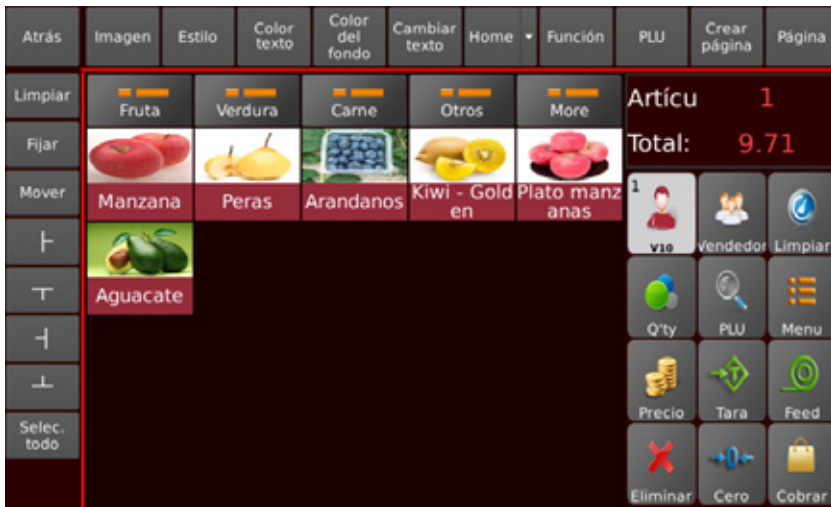 Atrás
Imagen
Estilo
Color
texto
Color
del
fondo
Cambiar
texto
Home
Función
PLU
Crear
página
Página
Limpiar
Fijar
Mover
Selec.
todo
Fruta
Verdura
Carne
Otros
More
Manzana
Peras
Arandanos
Kiwi - Gold
en
Plato manz
anas
Aguacate
Artícu 1
Total: 9.71
1
V10
Vendedor
Limpiar
Q'ty
PLU
Menu
Precio
Tara
Feed
Eliminar
Cero
Cobrar